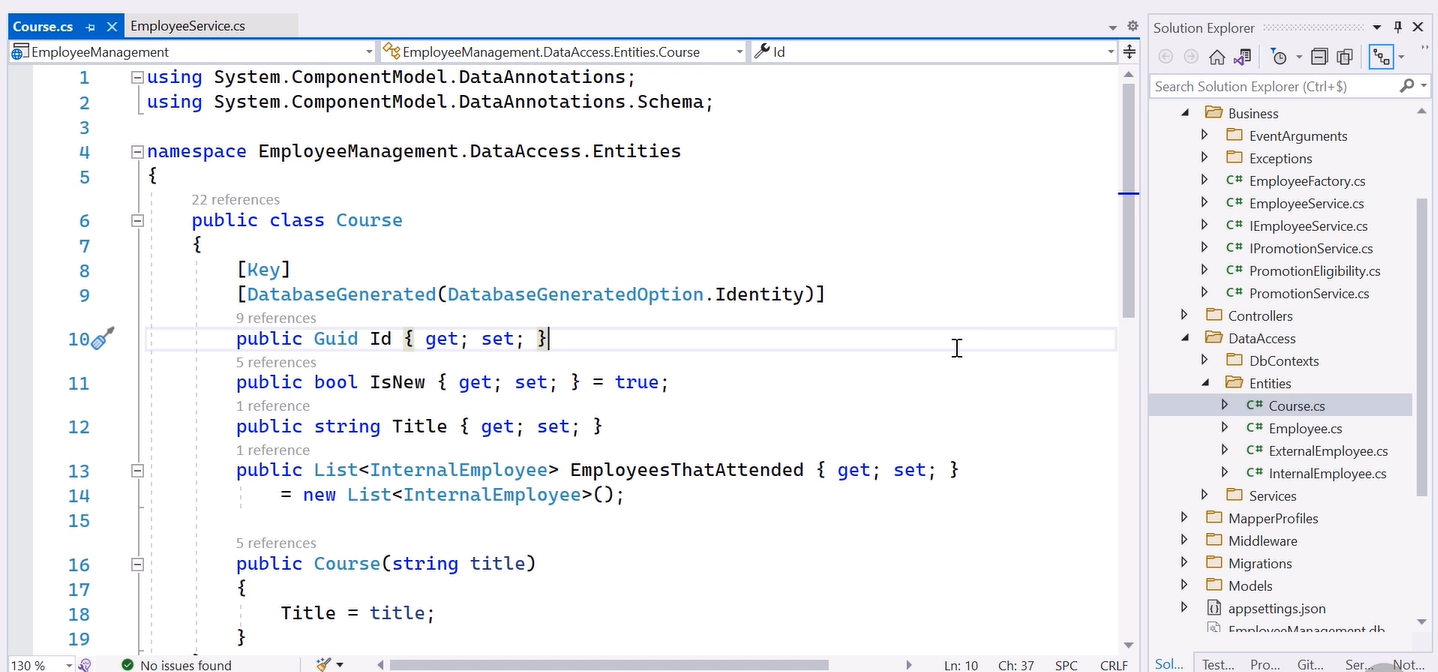 Course.cs EmployeeService.cs
EmployeeManagement EmployeeManagement.DataAccess.Entities.Course Id
1 using System.ComponentModel.DataAnnotations;
2 using System.ComponentModel.DataAnnotations.Schema;
3
4 namespace EmployeeManagement.DataAccess.Entities
5 {
22 references
6 public class Course
7 {
8 [Key]
9 [DatabaseGenerated(DatabaseGeneratedOption.Identity)]
9 references
10 public Guid Id { get; set; }
5 references
11 public bool IsNew { get; set; } = true;
1 reference
12 public string Title { get; set; }
1 reference
13 public List<InternalEmployee> EmployeesThatAttended { get; set; }
14 = new List<InternalEmployee>();
15
5 references
16 public Course(string title)
17 {
18 Title = title;
19 }
130 % No issues found Ln: 10 Ch: 37 SPC CRLF
Solution Explorer
Search Solution Explorer (Ctrl+$)
Business
EventArguments
Exceptions
C# EmployeeFactory.cs
C# EmployeeService.cs
C# IEmployeeService.cs
C# IPromotionService.cs
C# PromotionEligibility.cs
C# PromotionService.cs
Controllers
DataAccess
DbContexts
Entities
C# Course.cs
C# Employee.cs
C# ExternalEmployee.cs
C# InternalEmployee.cs
Services
MapperProfiles
Middleware
Migrations
Models
appsettings.json
EmployeeManagement.db
Sol... Test... Pro... Git... Ser... Not...